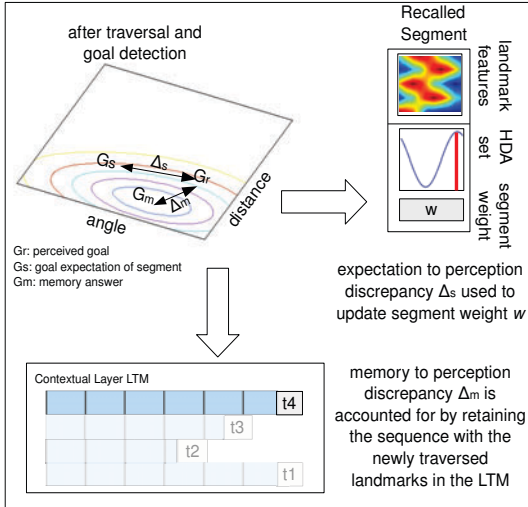 after traversal and
goal detection
Gs
Δs
Gr
Gm
Δm
angle
distance
Gr: perceived goal
Gs: goal expectation of segment
Gm: memory answer
Recalled
Segment
landmark
features
HDA
set
segment
weight
w
expectation to perception
discrepancy Δs used to
update segment weight w
Contextual Layer LTM
t4
t3
t2
t1
memory to perception
discrepancy Δm is
accounted for by retaining
the sequence with the
newly traversed
landmarks in the LTM